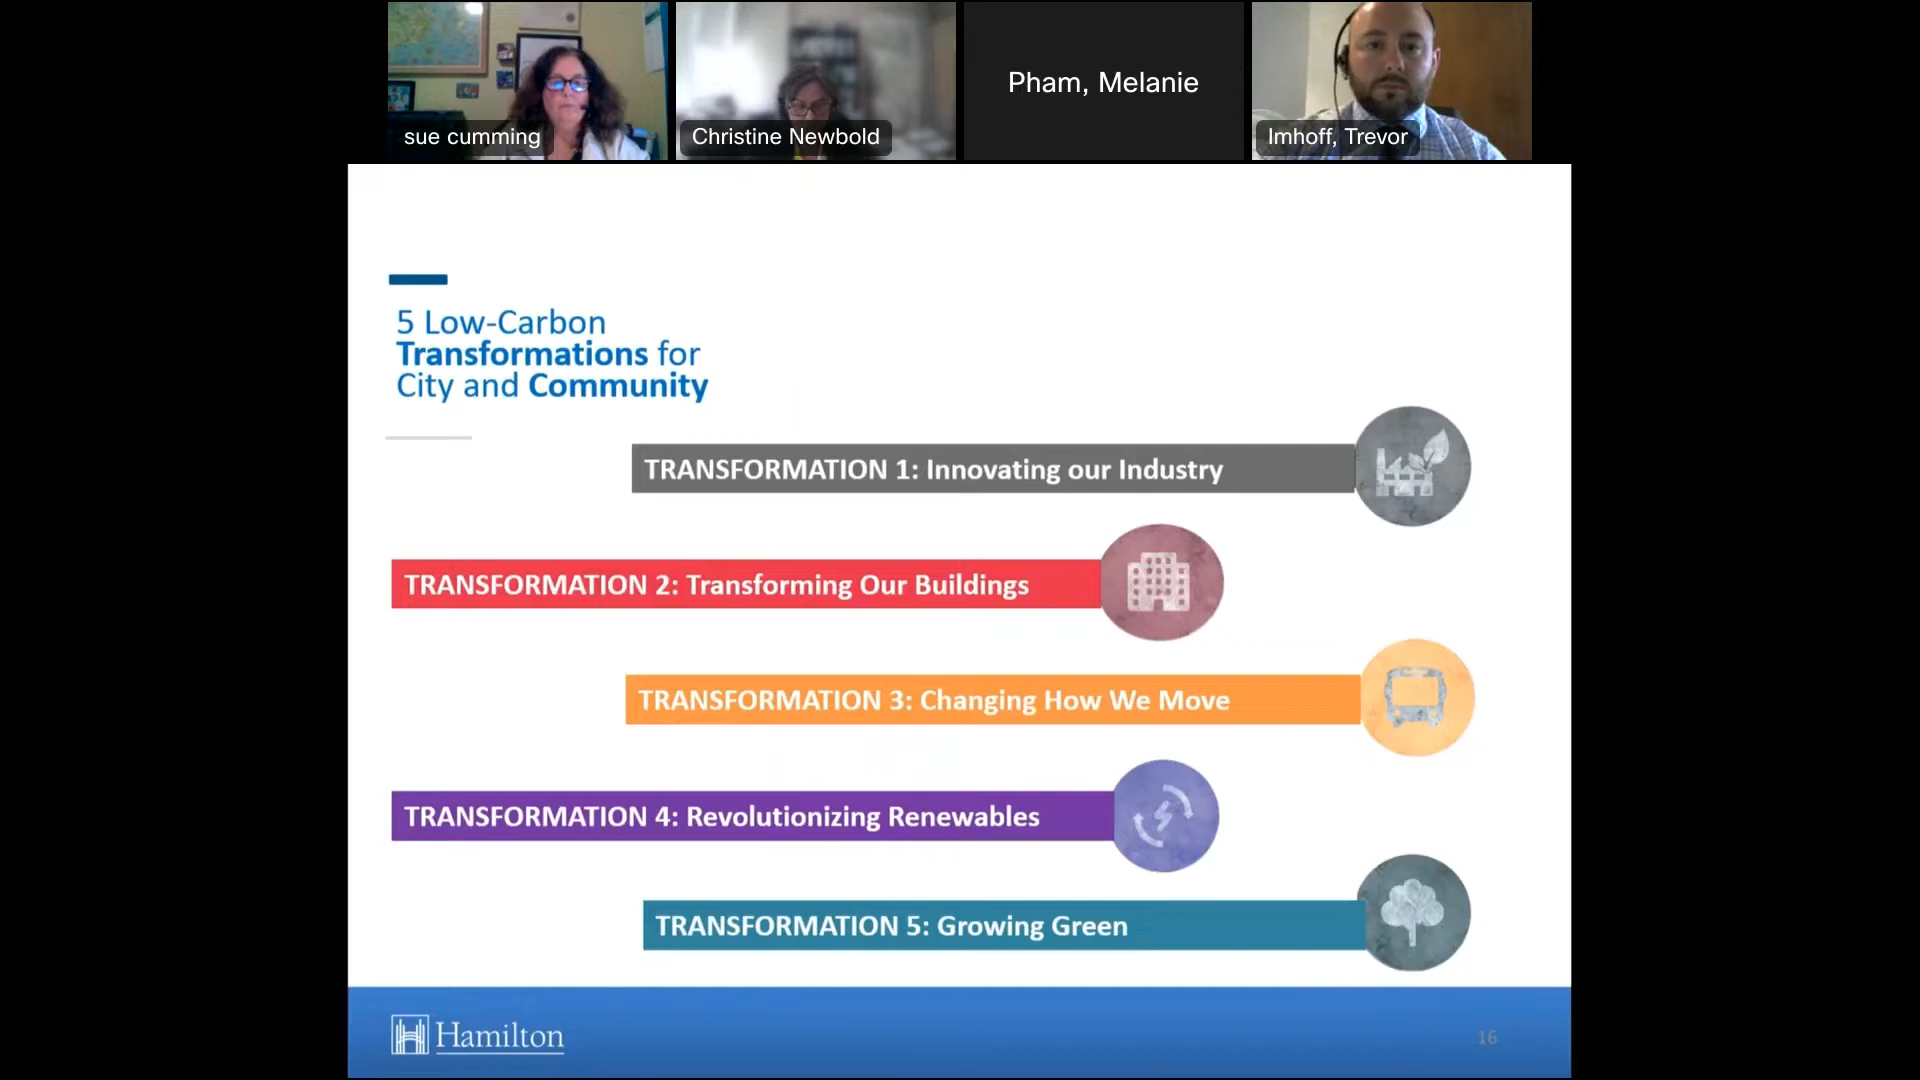 sue cumming
Christine Newbold
Pham, Melanie
Imhoff, Trevor
5 Low-Carbon
Transformations for
City and Community
TRANSFORMATION 1: Innovating our Industry
TRANSFORMATION 2: Transforming Our Buildings
TRANSFORMATION 3: Changing How We Move
TRANSFORMATION 4: Revolutionizing Renewables
TRANSFORMATION 5: Growing Green
Hamilton
16